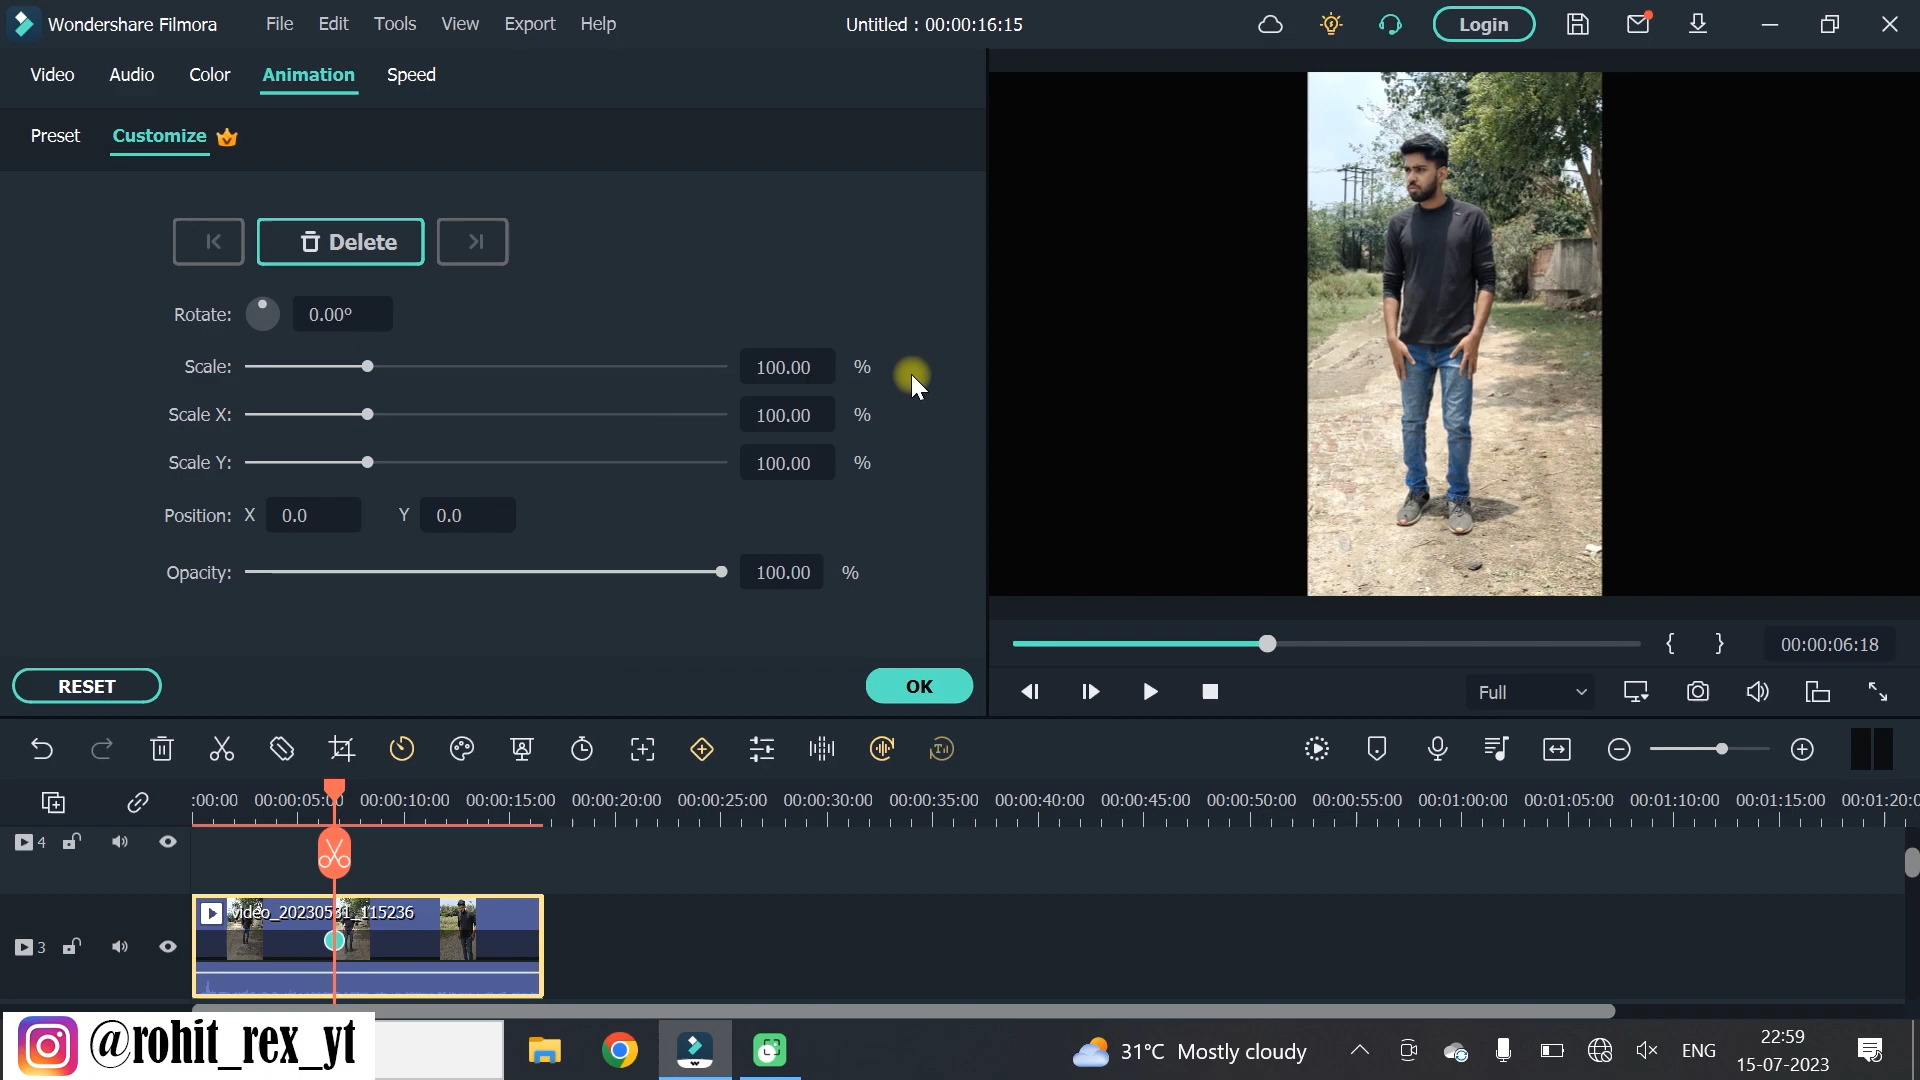 Wondershare Filmora File Edit Tools View Export Help Untitled : 00:00:16:15 Login
Video Audio Color Animation Speed
Preset Customize
Delete
Rotate: 0.00º
Scale: 100.00 %
Scale X: 100.00 %
Scale Y: 100.00 %
Position: X 0.0 Y 0.0
Opacity: 100.00 %
{ } 00:00:06:18
RESET OK
Full
:00:00 00:00:05:0 00:00:10:00 00:00:15:00 00:00:20:00 00:00:25:00 00:00:30:00 00:00:35:00 00:00:40:00 00:00:45:00 00:00:50:00 00:00:55:00 00:01:00:00 00:01:05:00 00:01:10:00 00:01:15:00 00:01:20:0
4
video_20230531_115236
3
@rohit_rex_yt
31°C Mostly cloudy
ENG
22:59
15-07-2023